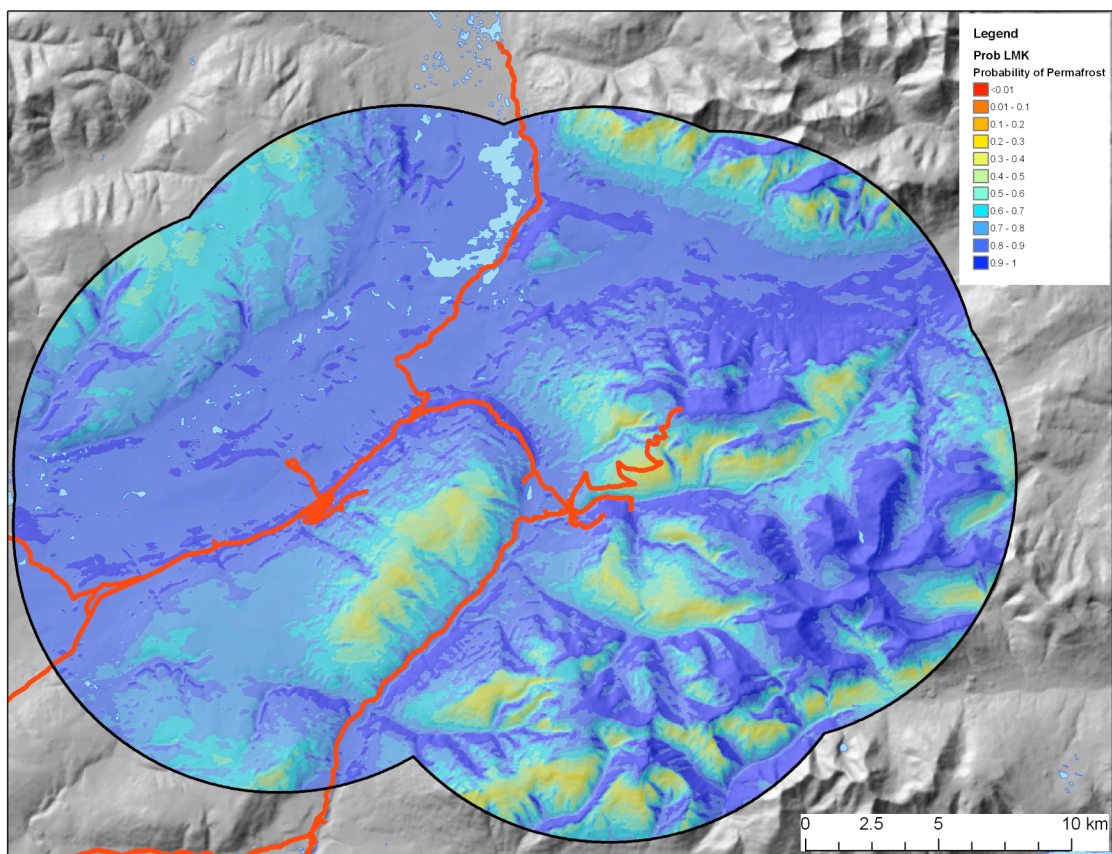 Legend
Prob LMK
Probability of Permafrost
<0.01
0.01 - 0.1
0.1 - 0.2
0.2 - 0.3
0.3 - 0.4
0.4 - 0.5
0.5 - 0.6
0.6 - 0.7
0.7 - 0.8
0.8 - 0.9
0.9 - 1
0 2.5 5 10 km